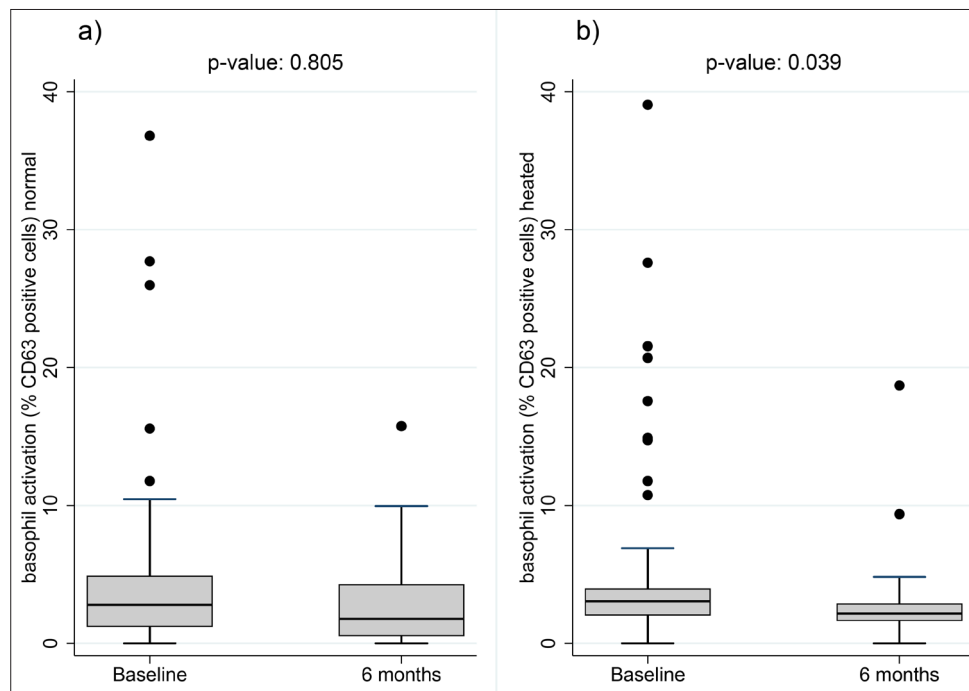 a)
p-value: 0.805
basophil activation (% CD63 positive cells) normal
40
30
20
10
0
Baseline
6 months
b)
p-value: 0.039
basophil activation (% CD63 positive cells) heated
40
30
20
10
0
Baseline
6 months